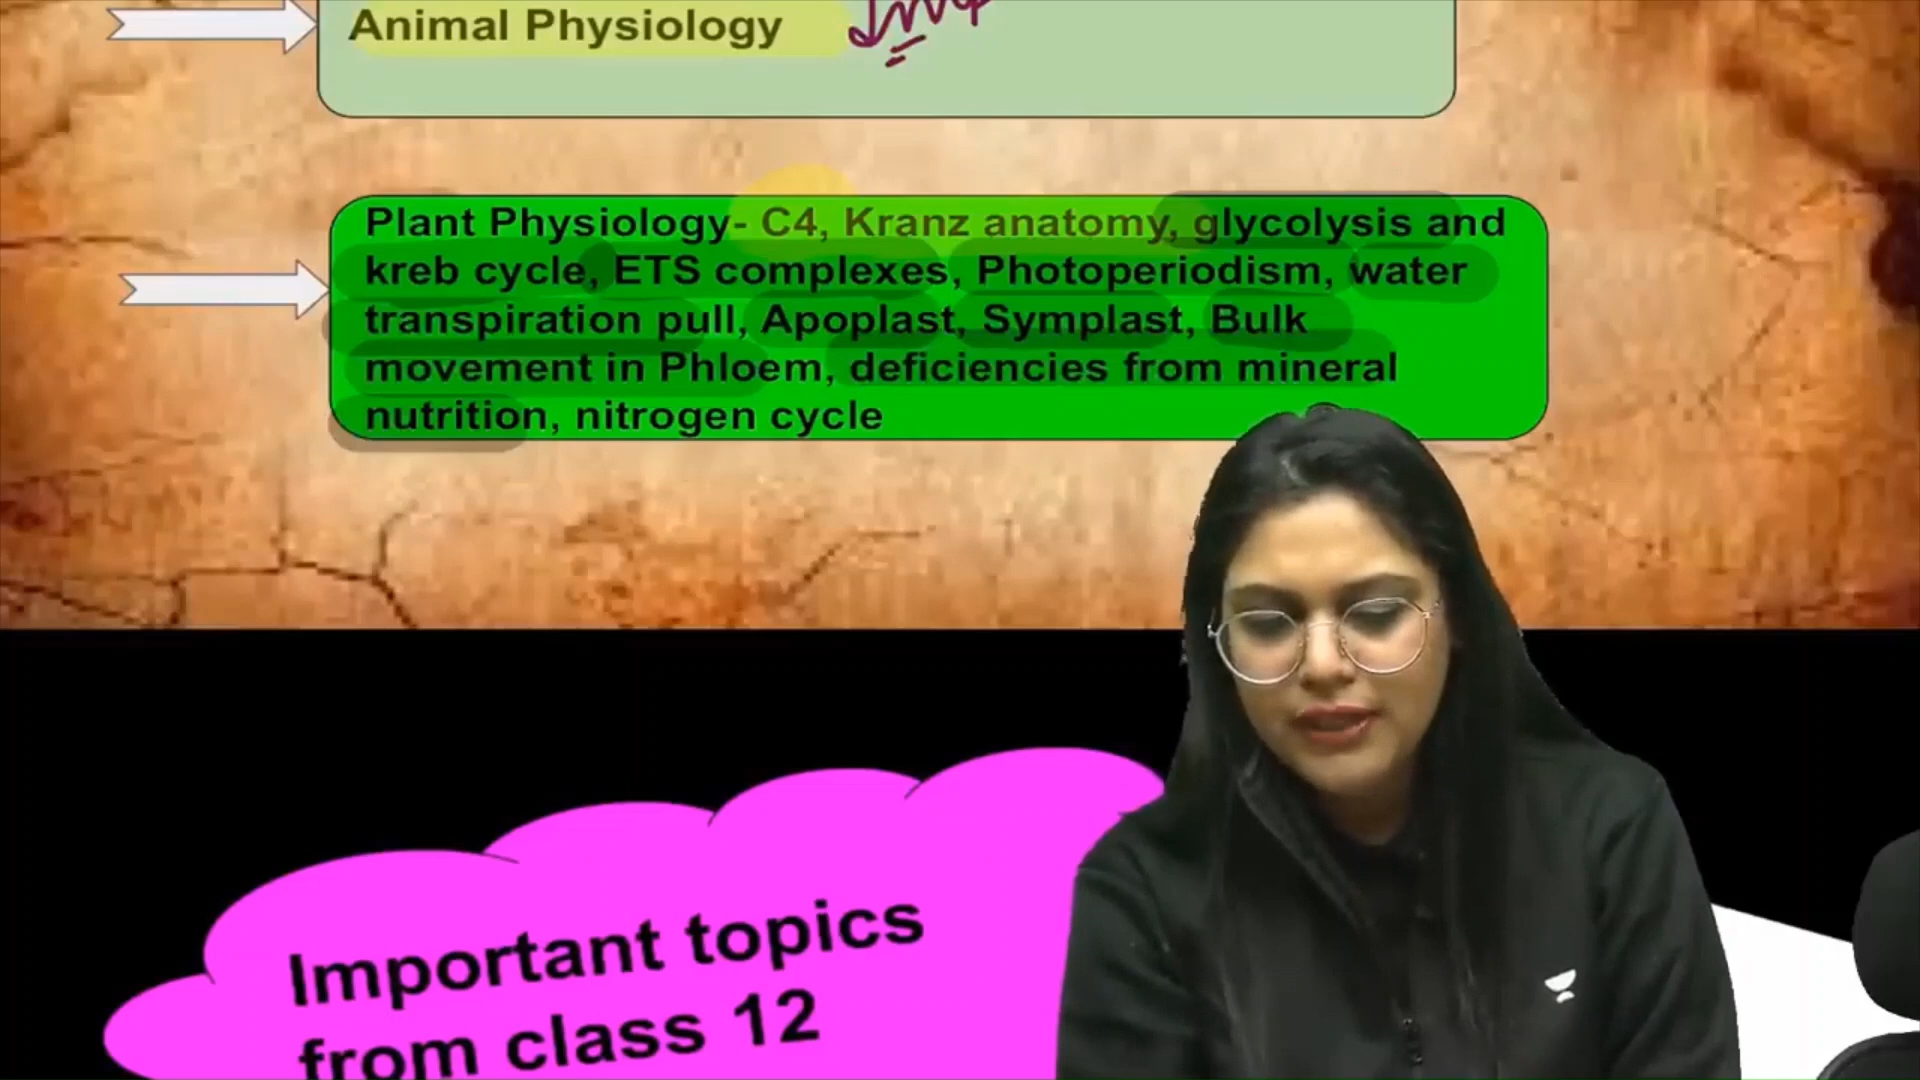 Animal Physiology Imp
Plant Physiology- C4, Kranz anatomy, glycolysis and
kreb cycle, ETS complexes, Photoperiodism, water
transpiration pull, Apoplast, Symplast, Bulk
movement in Phloem, deficiencies from mineral
nutrition, nitrogen cycle
Important topics
from class 12